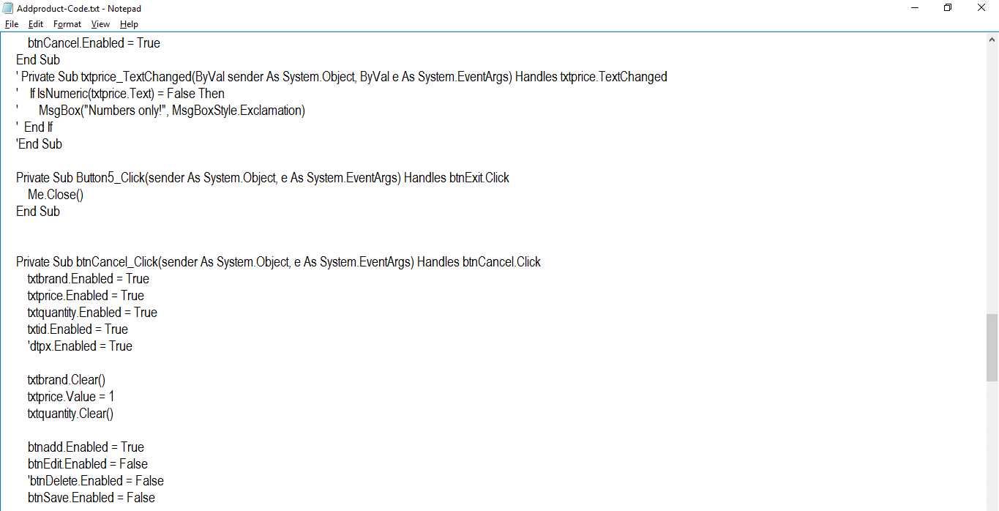 Addproduct-Code.txt - Notepad
File Edit Format View Help
btnCancel.Enabled = True
End Sub
' Private Sub txtprice_TextChanged(ByVal sender As System.Object, ByVal e As System.EventArgs) Handles txtprice.TextChanged
' If IsNumeric(txtprice.Text) = False Then
' MsgBox("Numbers only!", MsgBoxStyle.Exclamation)
' End If
'End Sub
Private Sub Button5_Click(sender As System.Object, e As System.EventArgs) Handles btnExit.Click
Me.Close()
End Sub
Private Sub btnCancel_Click(sender As System.Object, e As System.EventArgs) Handles btnCancel.Click
txtbrand.Enabled = True
txtprice.Enabled = True
txtquantity.Enabled = True
txtid.Enabled = True
'dtpx.Enabled = True
txtbrand.Clear()
txtprice.Value = 1
txtquantity.Clear()
btnadd.Enabled = True
btnEdit.Enabled = False
'btnDelete.Enabled = False
btnSave.Enabled = False